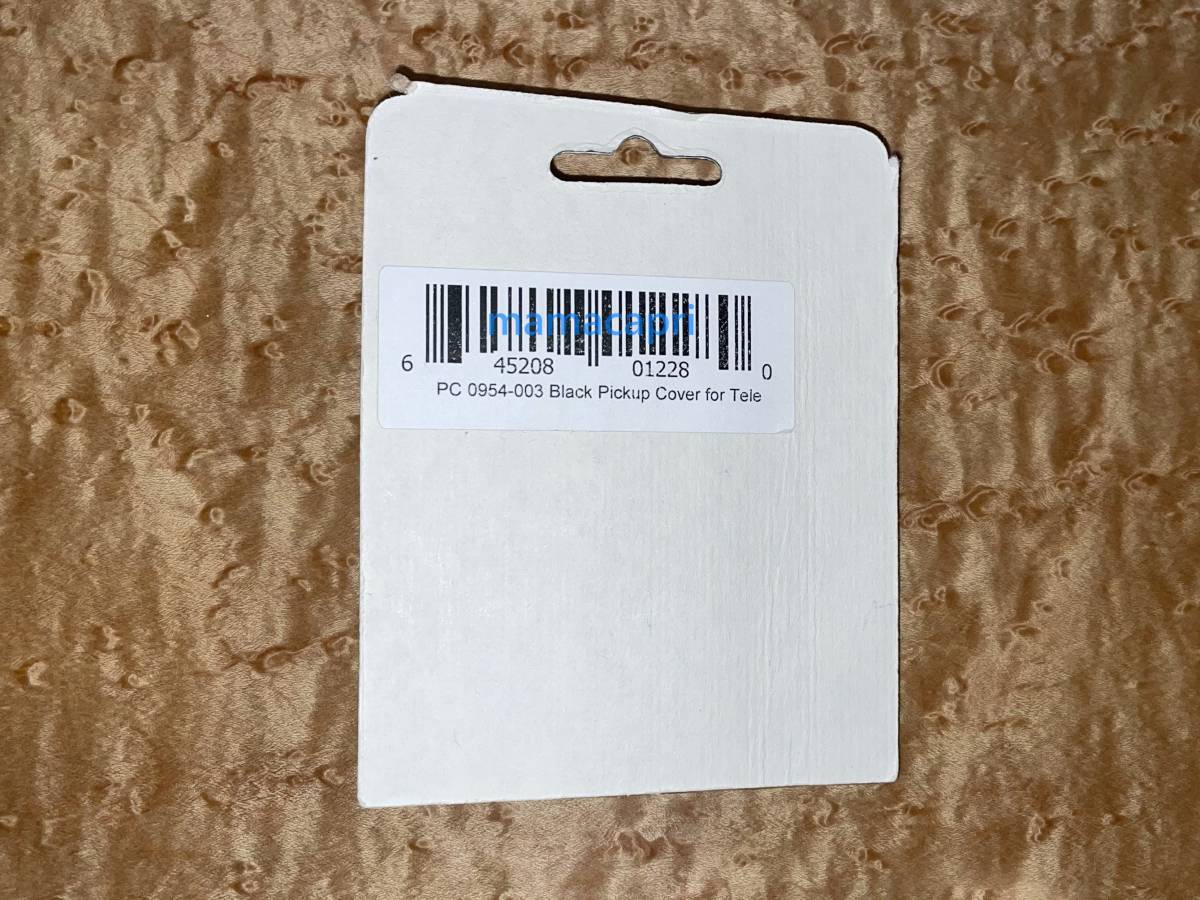 mamacapri
6 45208 01228 0
PC 0954-003 Black Pickup Cover for Tele